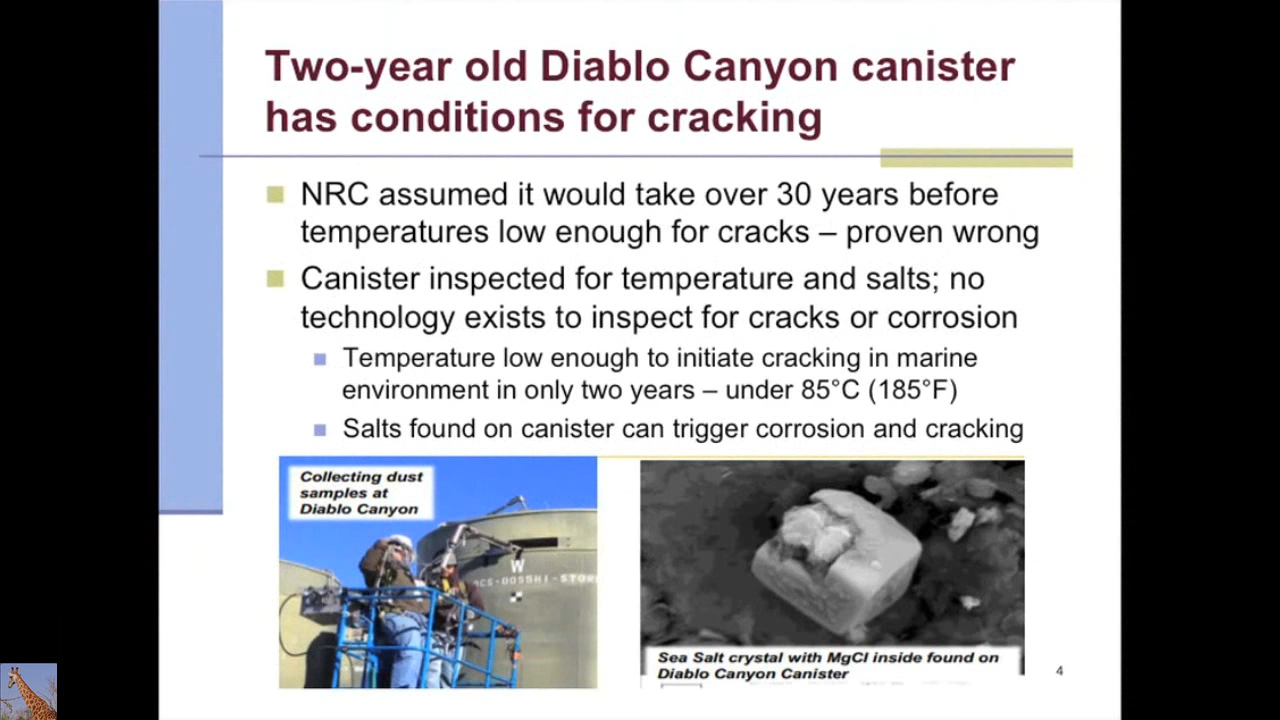 Two-year old Diablo Canyon canister
has conditions for cracking
NRC assumed it would take over 30 years before
temperatures low enough for cracks – proven wrong
Canister inspected for temperature and salts; no
technology exists to inspect for cracks or corrosion
Temperature low enough to initiate cracking in marine
environment in only two years – under 85°C (185°F)
Salts found on canister can trigger corrosion and cracking
Collecting dust
samples at
Diablo Canyon
W
Sea Salt crystal with MgCl inside found on
Diablo Canyon Canister
4